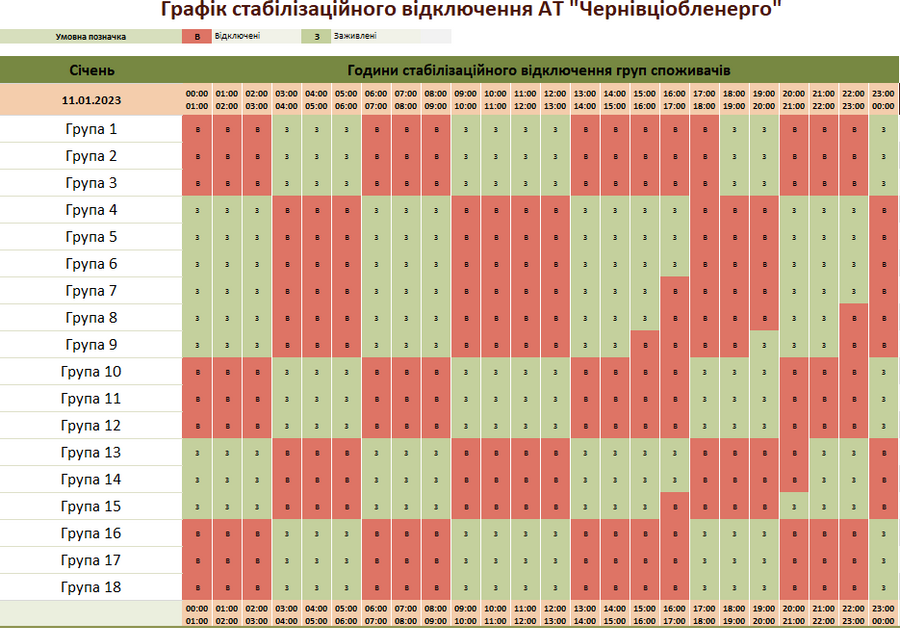 Графік стабілізаційного відключення АТ "Чернівціобленерго"
Умовна позначка В Відключені З Заживлені
Січень Години стабілізаційного відключення груп споживачів
11.01.2023 00:00 01:00 02:00 03:00 04:00 05:00 06:00 07:00 08:00 09:00 10:00 11:00 12:00 13:00 14:00 15:00 16:00 17:00 18:00 19:00 20:00 21:00 22:00 23:00
01:00 02:00 03:00 04:00 05:00 06:00 07:00 08:00 09:00 10:00 11:00 12:00 13:00 14:00 15:00 16:00 17:00 18:00 19:00 20:00 21:00 22:00 23:00 00:00
Група 1 В В В З З З В В В З З З З В В В В В З З В В В З
Група 2 В В В З З З В В В З З З З В В В В В З З В В В З
Група 3 В В В З З З В В В З З З З В В В В В З З В В В З
Група 4 З З З В В В З З З В В В В З З З З В В В З З З В
Група 5 З З З В В В З З З В В В В З З З З В В В З З З В
Група 6 З З З В В В З З З В В В В З З З З В В В З З З В
Група 7 З З З В В В З З З В В В В З З З В В В В З З З В
Група 8 З З З В В В З З З В В В В З З З В В В В З З В В
Група 9 З З З В В В З З З В В В В З З В В В В З З З В В
Група 10 В В В З З З В В В З З З З В В В В З З З В В В З
Група 11 В В В З З З В В В З З З З В В В В З З З В В В З
Група 12 В В В З З З В В В З З З З В В В В З З З В В В З
Група 13 З З З В В В З З З В В В В З З З З В В В В З З В
Група 14 З З З В В В З З З В В В В З З З З В В В В З З В
Група 15 З З З В В В З З З В В В В З З З В В В В З З З В
Група 16 В В В З З З В В В З З З З В В В В З З З В В В З
Група 17 В В В З З З В В В З З З З В В В В З З З В В В З
Група 18 В В В З З З В В В З З З З В В В В З З З В В В З
00:00 01:00 02:00 03:00 04:00 05:00 06:00 07:00 08:00 09:00 10:00 11:00 12:00 13:00 14:00 15:00 16:00 17:00 18:00 19:00 20:00 21:00 22:00 23:00
01:00 02:00 03:00 04:00 05:00 06:00 07:00 08:00 09:00 10:00 11:00 12:00 13:00 14:00 15:00 16:00 17:00 18:00 19:00 20:00 21:00 22:00 23:00 00:00